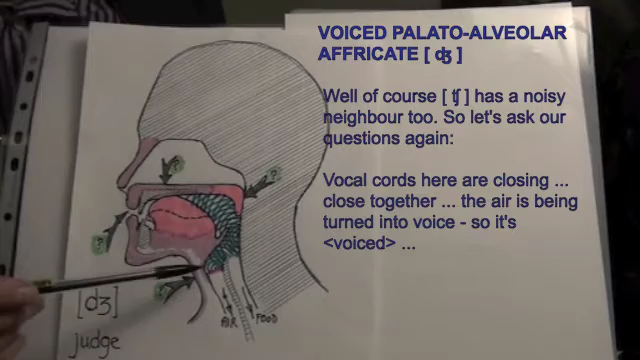 VOICED PALATO-ALVEOLAR
AFFRICATE [ ʤ ]
Well of course [ ʧ ] has a noisy
neighbour too. So let's ask our
questions again:
Vocal cords here are closing ...
close together ... the air is being
turned into voice - so it's
<voiced> ...
?
?
?
?
[dʒ]
judge
AIR
FOOD